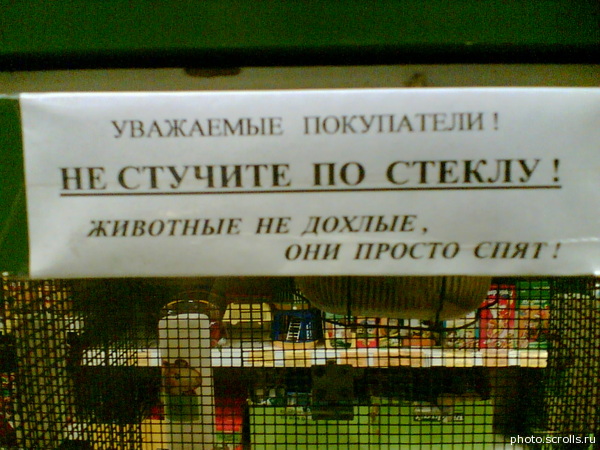 УВАЖАЕМЫЕ ПОКУПАТЕЛИ !
НЕ СТУЧИТЕ ПО СТЕКЛУ !
ЖИВОТНЫЕ НЕ ДОХЛЫЕ ,
ОНИ ПРОСТО СПЯТ !
photo.scrolls.ru